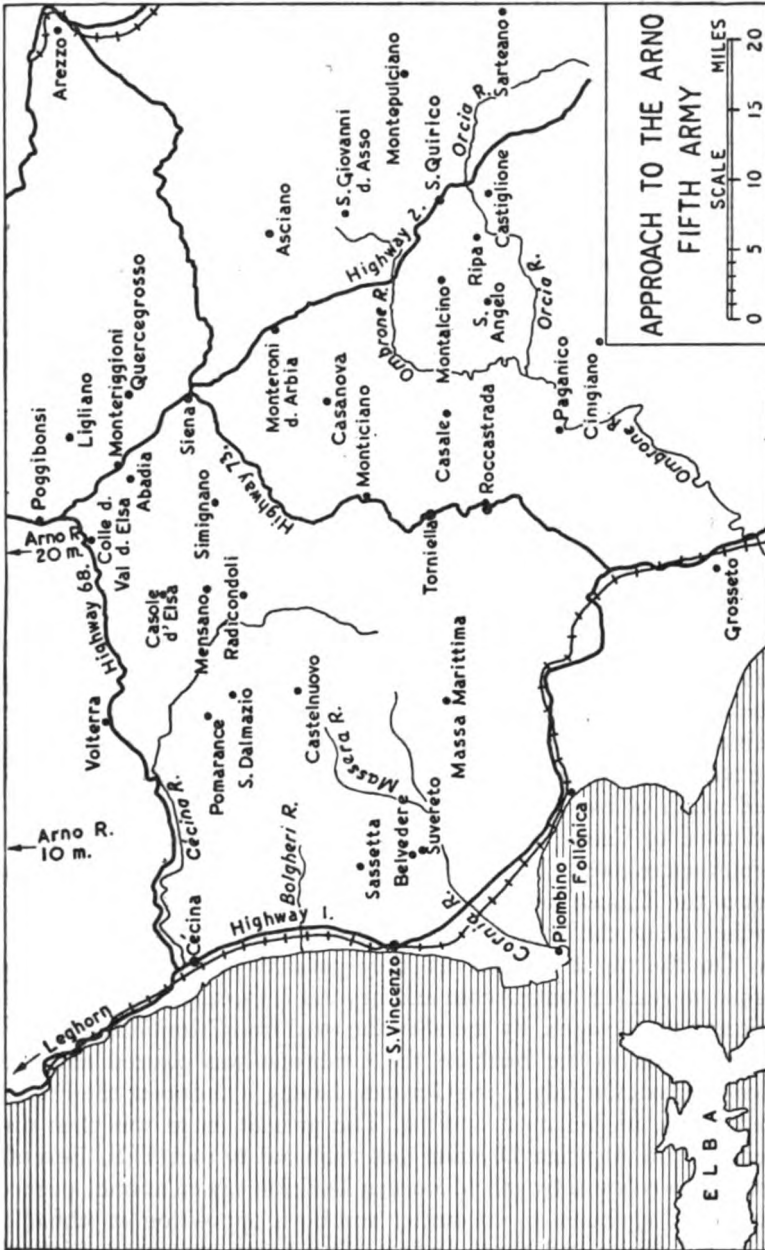 Arezzo
Poggibonsi
Arno R.
20 m.
Ligliano
Colle d.
Val d. Elsa
Monteriggioni
Quercegrosso
Abadia
Highway 68.
Volterra
Arno R.
10 m.
Leghorn
Casole
d'Elsa
Simignano
Siena
Mensano
Radicondoli
Pomarance
S. Dalmazio
Cécina R.
Cécina
Highway 73.
Asciano
Monteroni
d. Arbia
S. Giovanni
d. Asso
Montepulciano
Highway 2.
Casanova
Monticiano
Castelnuovo
Bolgheri R.
Highway 1.
Massera R.
Sassetta
Belvedere
Suvereto
S. Vincenzo
Cornia R.
Massa Marittima
Torniella
Casale
Roccastrada
Ombrone R.
Montalcino
S. Quirico
Orcia R.
Sarteano
S.
Angelo
Ripa
Castiglione
Orcia R.
Paganico
Cinigiano
Ombrone R.
Piombino
Follónica
Grosseto
ELBA
APPROACH TO THE ARNO
FIFTH ARMY
SCALE MILES
0 5 10 15 20